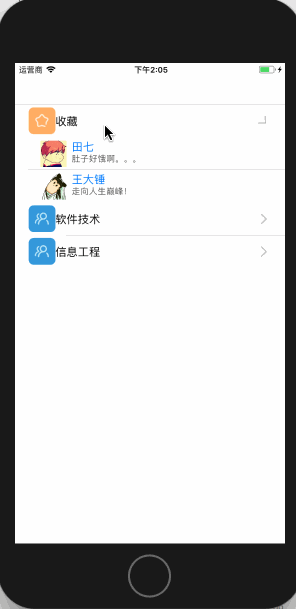 运营商 下午2:05
收藏
田七
肚子好饿啊。。。
王大锤
走向人生巅峰！
软件技术
信息工程